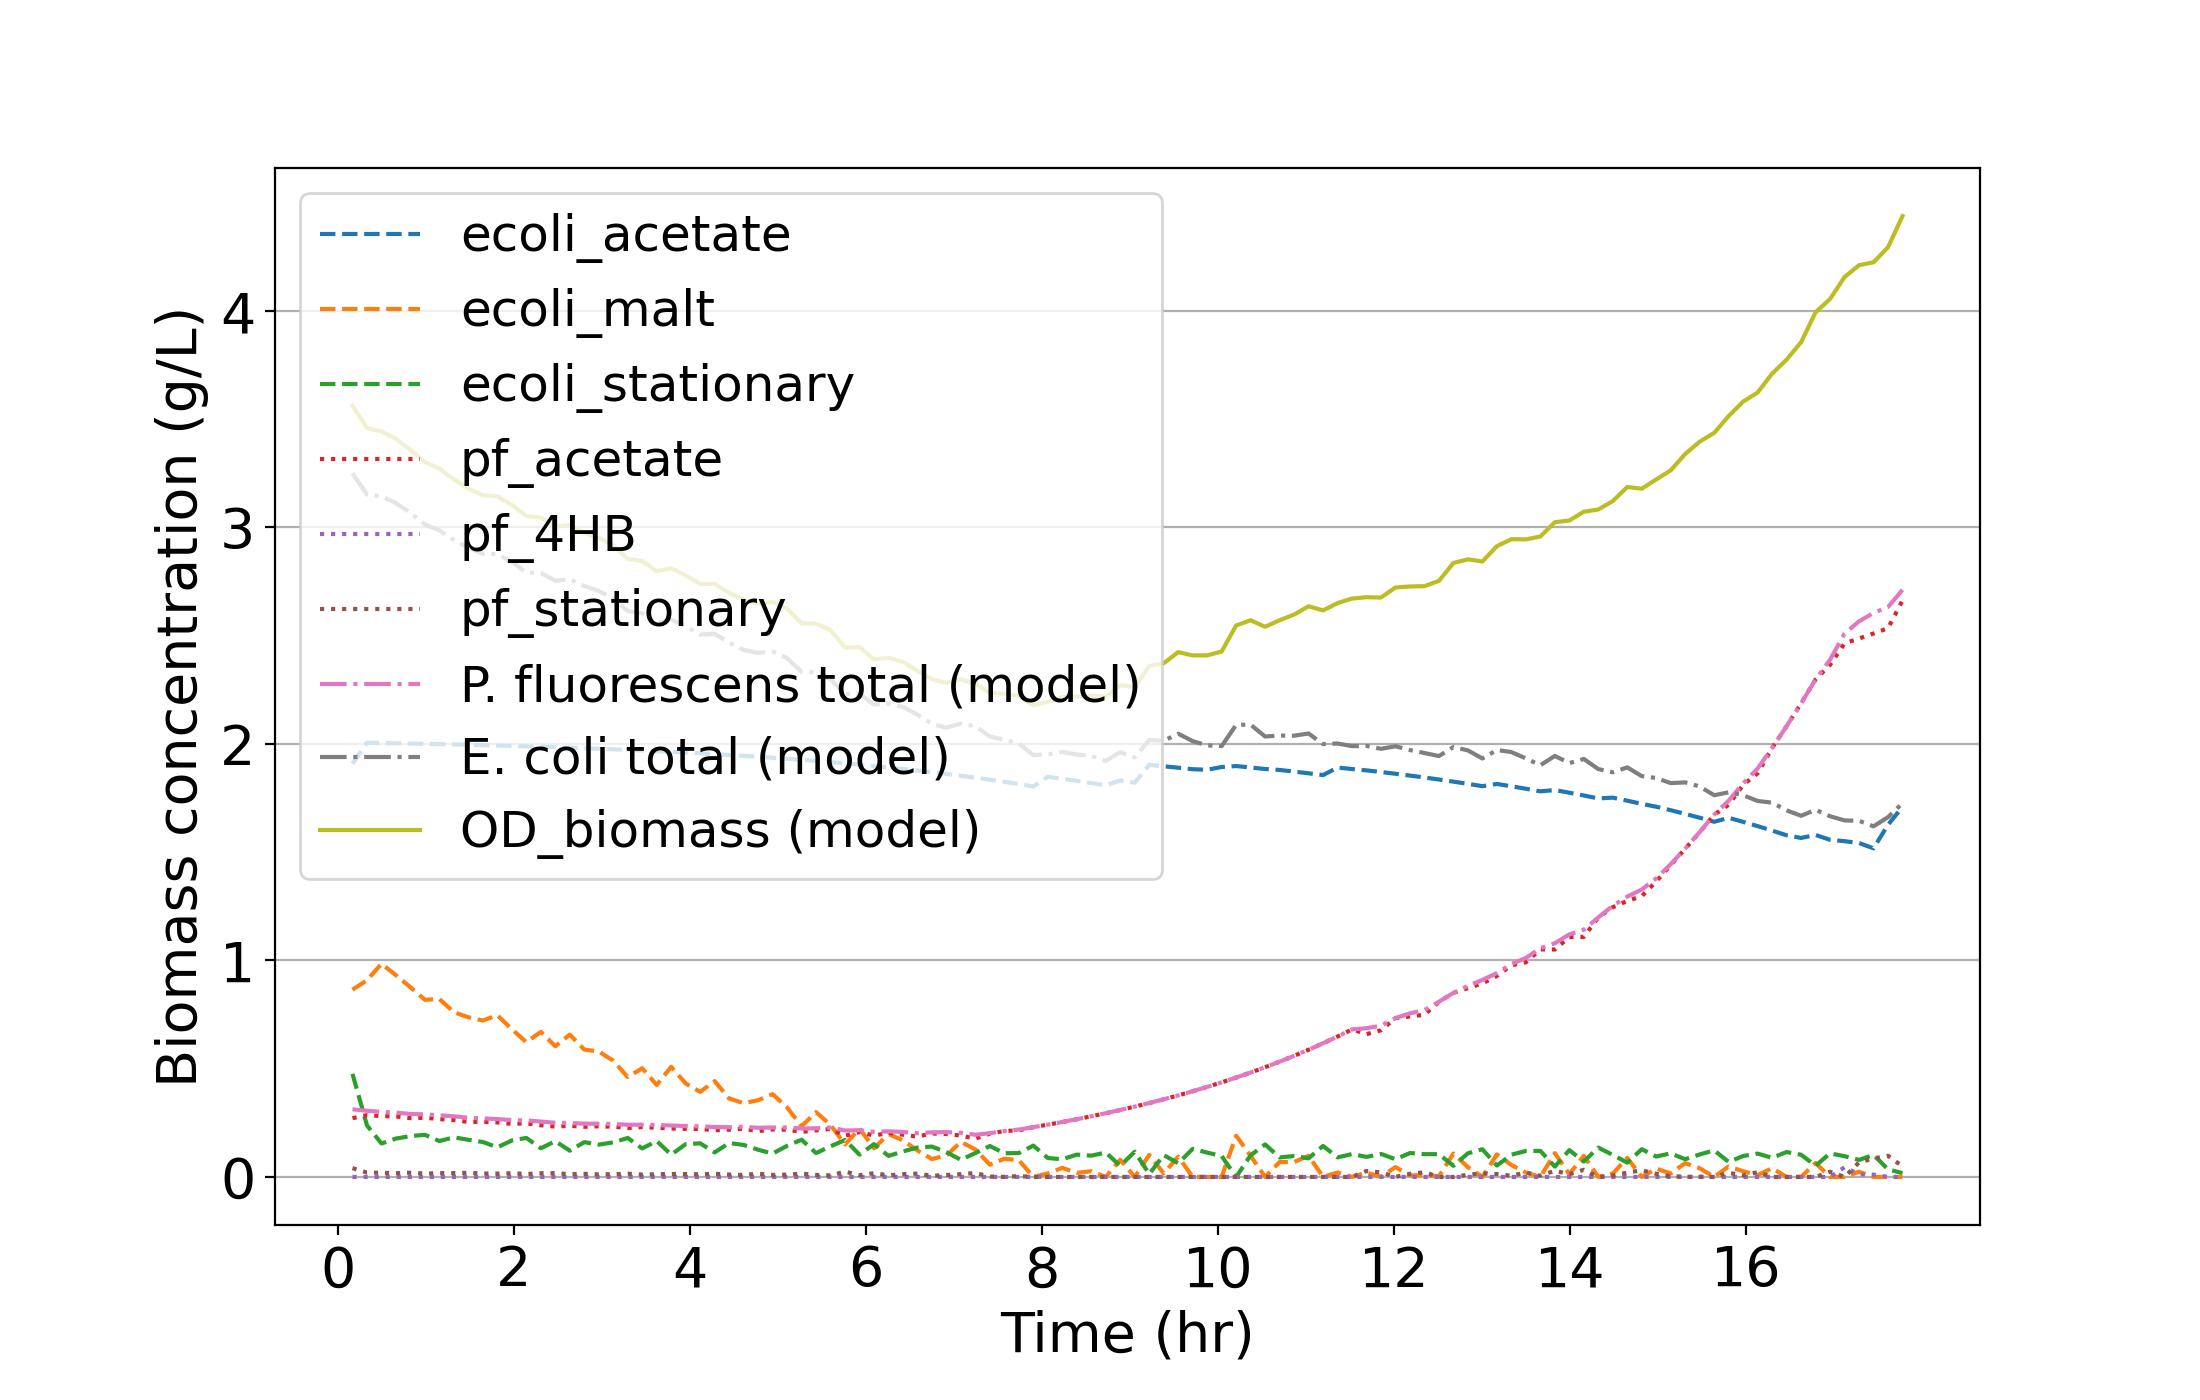 ecoli_acetate
ecoli_malt
ecoli_stationary
pf_acetate
pf_4HB
pf_stationary
P. fluorescens total (model)
E. coli total (model)
OD_biomass (model)
Biomass concentration (g/L)
4
3
2
1
0
0 2 4 6 8 10 12 14 16
Time (hr)